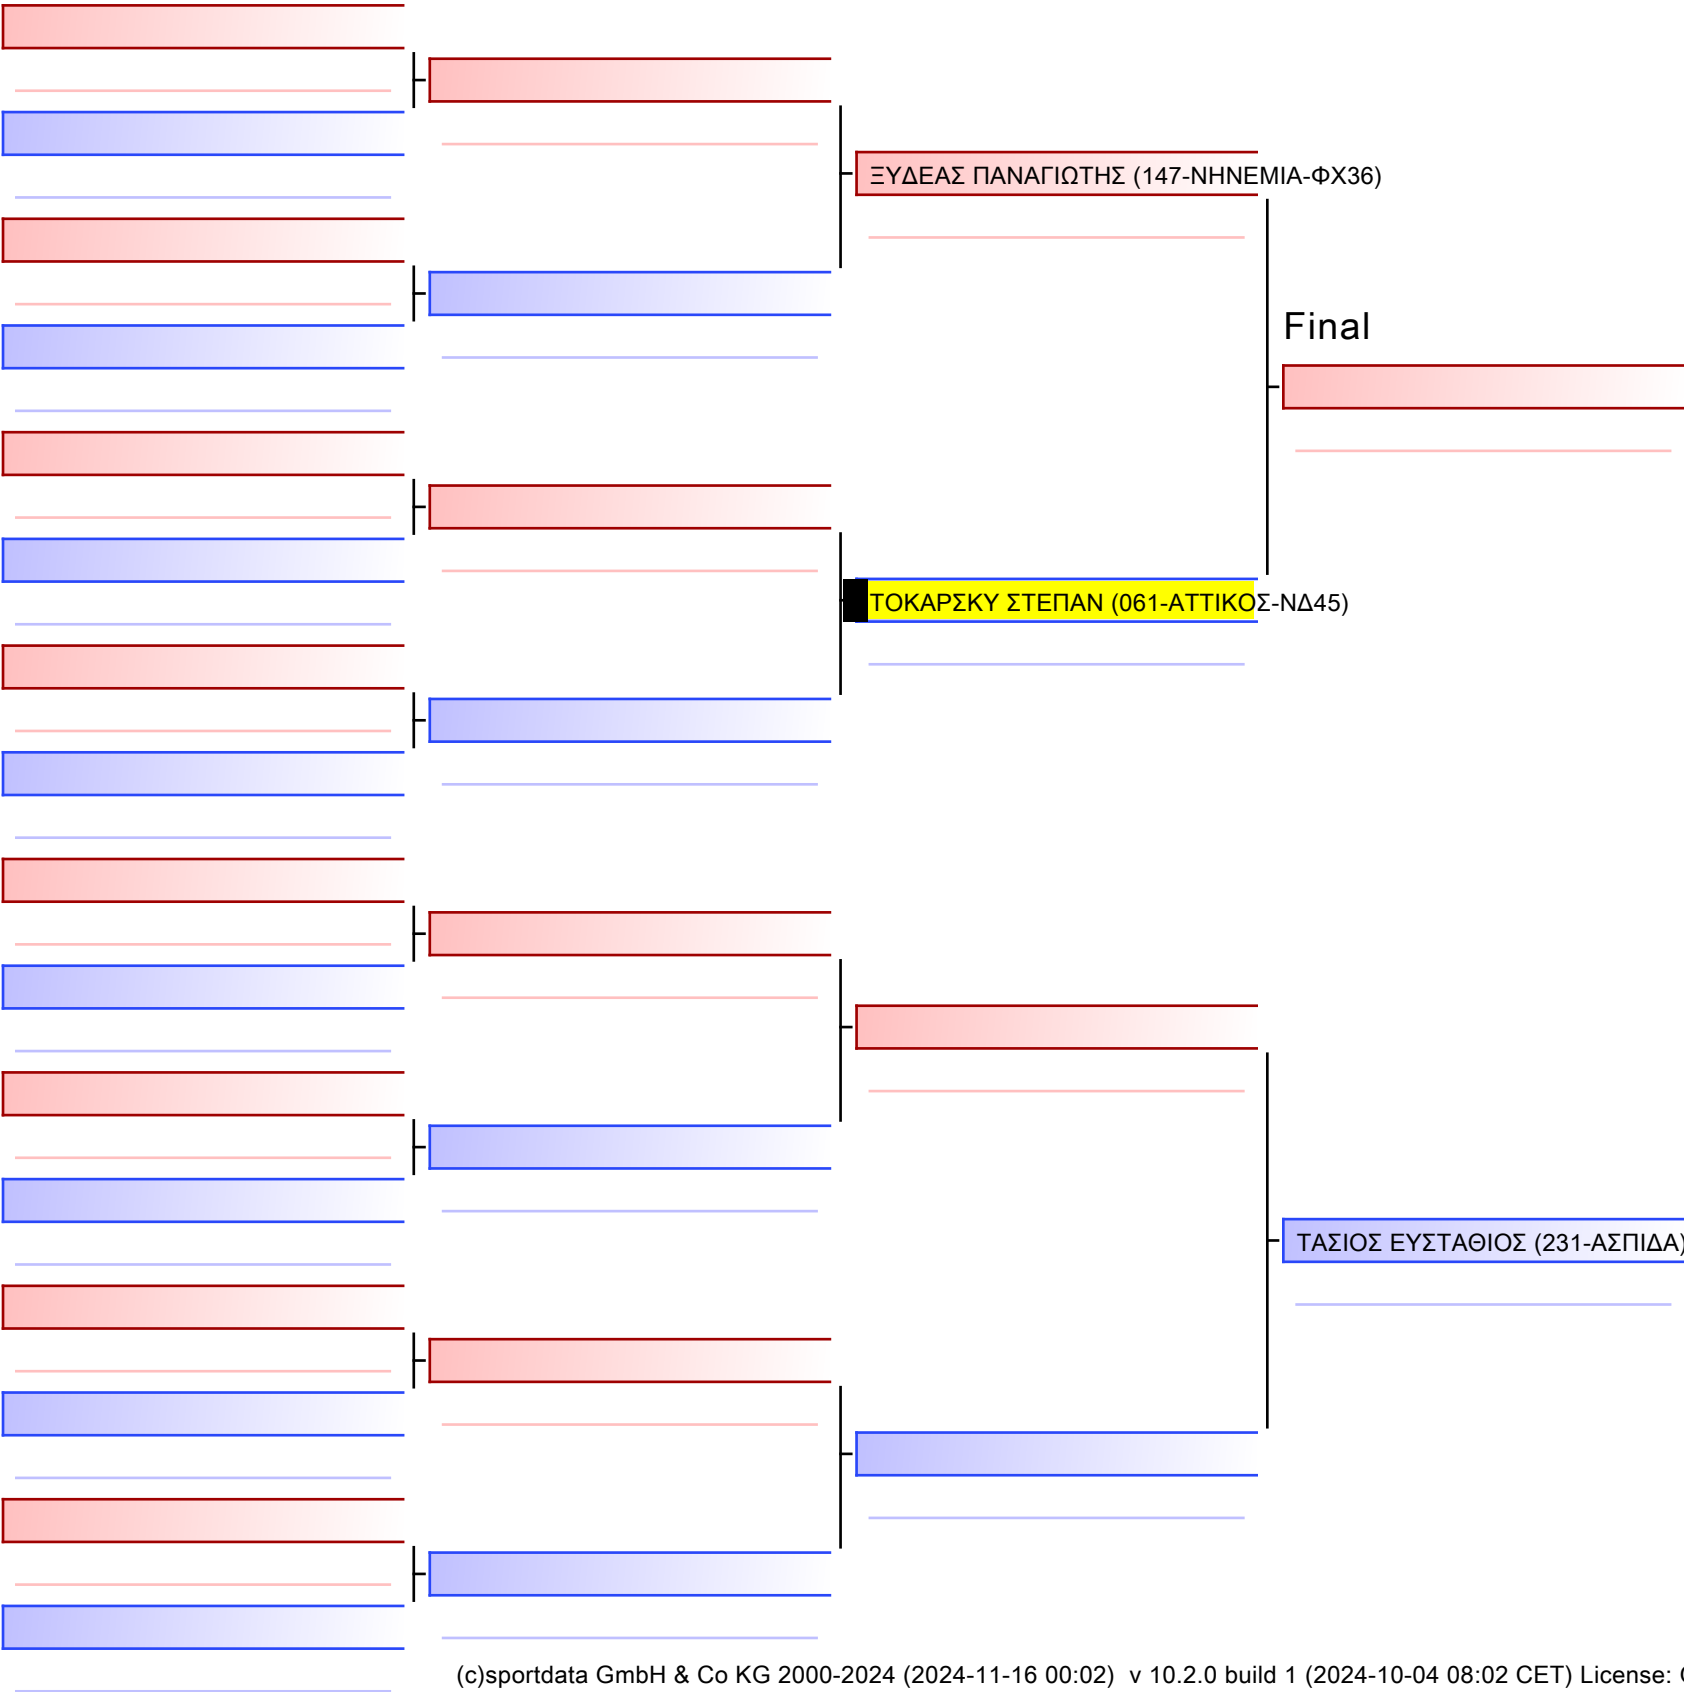 ΞΥΔΕΑΣ ΠΑΝΑΓΙΩΤΗΣ (147-ΝΗΝΕΜΙΑ-ΦΧ36)
Final
ΤΟΚΑΡΣΚΥ ΣΤΕΠΑΝ (061-ΑΤΤΙΚΟΣ-ΝΔ45)
ΤΑΣΙΟΣ ΕΥΣΤΑΘΙΟΣ (231-ΑΣΠΙΔΑ)
(c)sportdata GmbH & Co KG 2000-2024 (2024-11-16 00:02) v 10.2.0 build 1 (2024-10-04 08:02 CET) License: